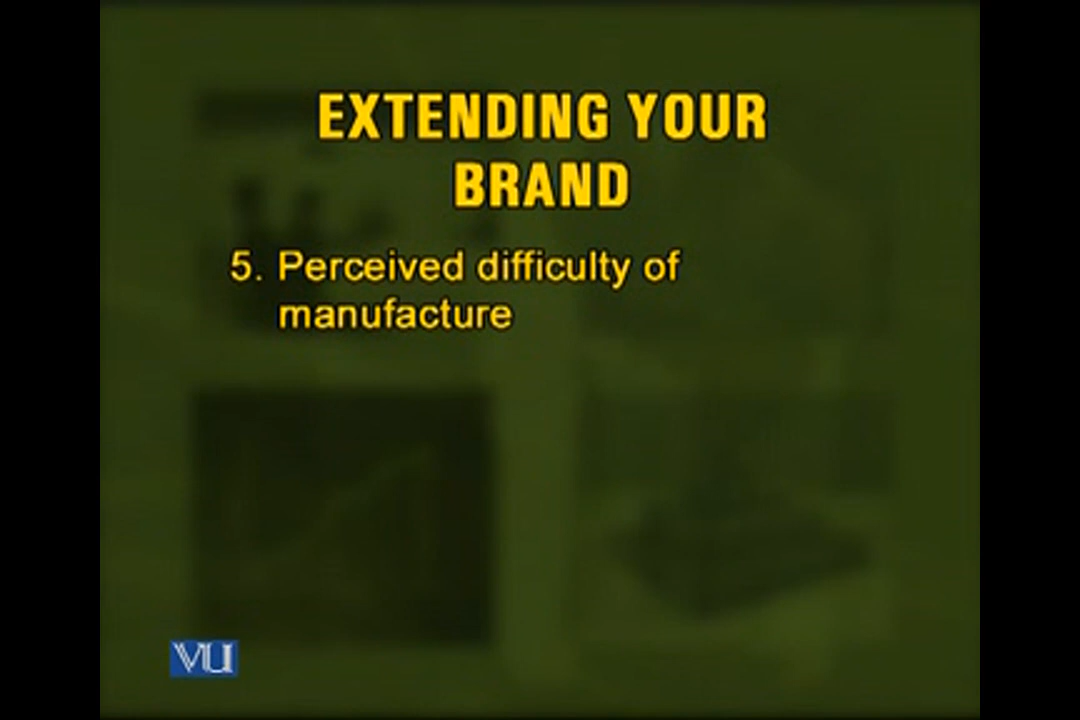 EXTENDING YOUR
BRAND
5. Perceived difficulty of
manufacture
VU